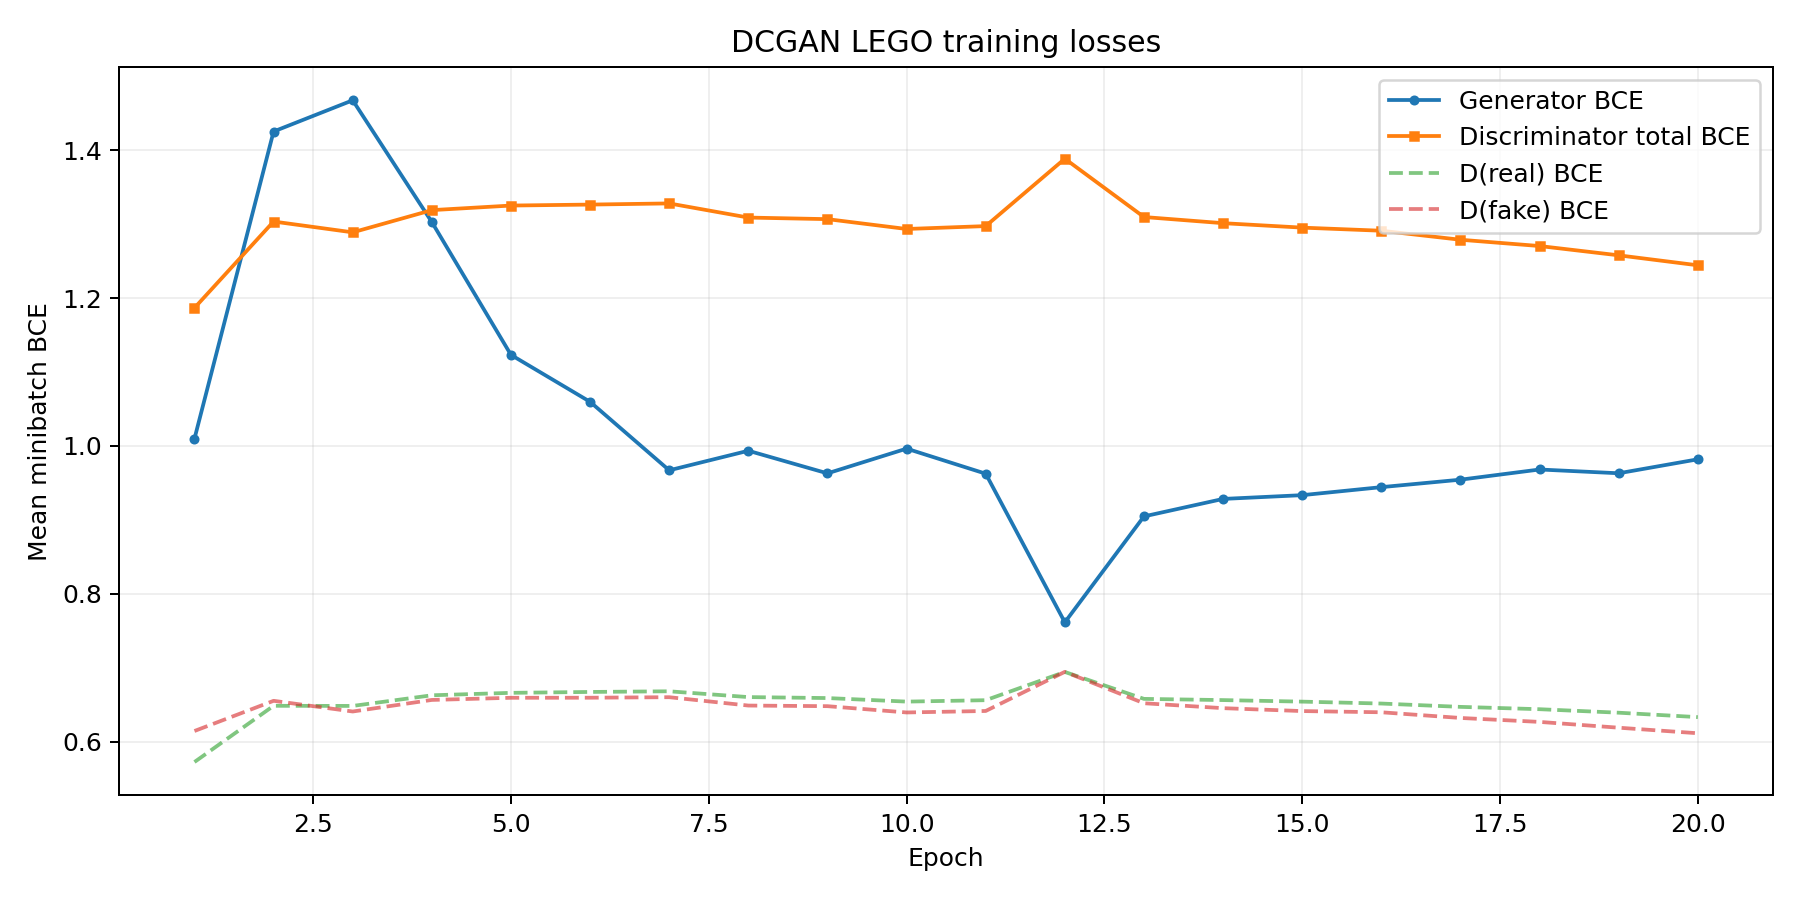 DCGAN LEGO training losses
Generator BCE
Discriminator total BCE
D(real) BCE
D(fake) BCE
Mean minibatch BCE
1.4
1.2
1.0
0.8
0.6
2.5 5.0 7.5 10.0 12.5 15.0 17.5 20.0
Epoch